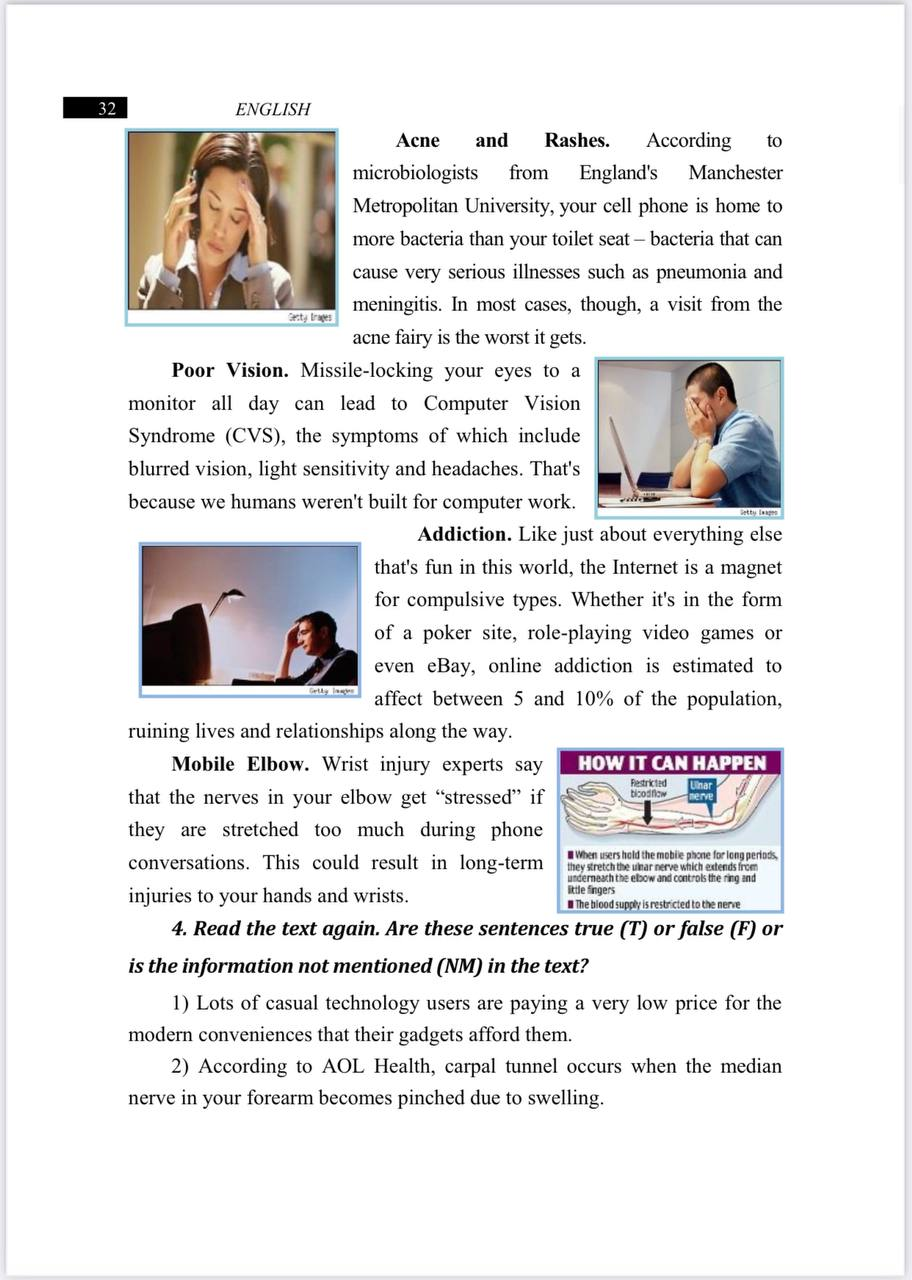 32
ENGLISH
Acne and Rashes. According to
microbiologists from England's Manchester
Metropolitan University, your cell phone is home to
more bacteria than your toilet seat – bacteria that can
cause very serious illnesses such as pneumonia and
meningitis. In most cases, though, a visit from the
acne fairy is the worst it gets.
Getty Images
Poor Vision. Missile-locking your eyes to a
monitor all day can lead to Computer Vision
Syndrome (CVS), the symptoms of which include
blurred vision, light sensitivity and headaches. That's
because we humans weren't built for computer work.
Getty Images
Addiction. Like just about everything else
that's fun in this world, the Internet is a magnet
for compulsive types. Whether it's in the form
of a poker site, role-playing video games or
even eBay, online addiction is estimated to
affect between 5 and 10% of the population,
Getty Images
ruining lives and relationships along the way.
Mobile Elbow. Wrist injury experts say
that the nerves in your elbow get “stressed” if
they are stretched too much during phone
conversations. This could result in long-term
injuries to your hands and wrists.
HOW IT CAN HAPPEN
Restricted
bloodflow
Ulnar
nerve
When users hold the mobile phone for long periods,
they stretch the ulnar nerve which extends from
underneath the elbow and controls the ring and
little fingers
The blood supply is restricted to the nerve
4. Read the text again. Are these sentences true (T) or false (F) or
is the information not mentioned (NM) in the text?
1) Lots of casual technology users are paying a very low price for the
modern conveniences that their gadgets afford them.
2) According to AOL Health, carpal tunnel occurs when the median
nerve in your forearm becomes pinched due to swelling.